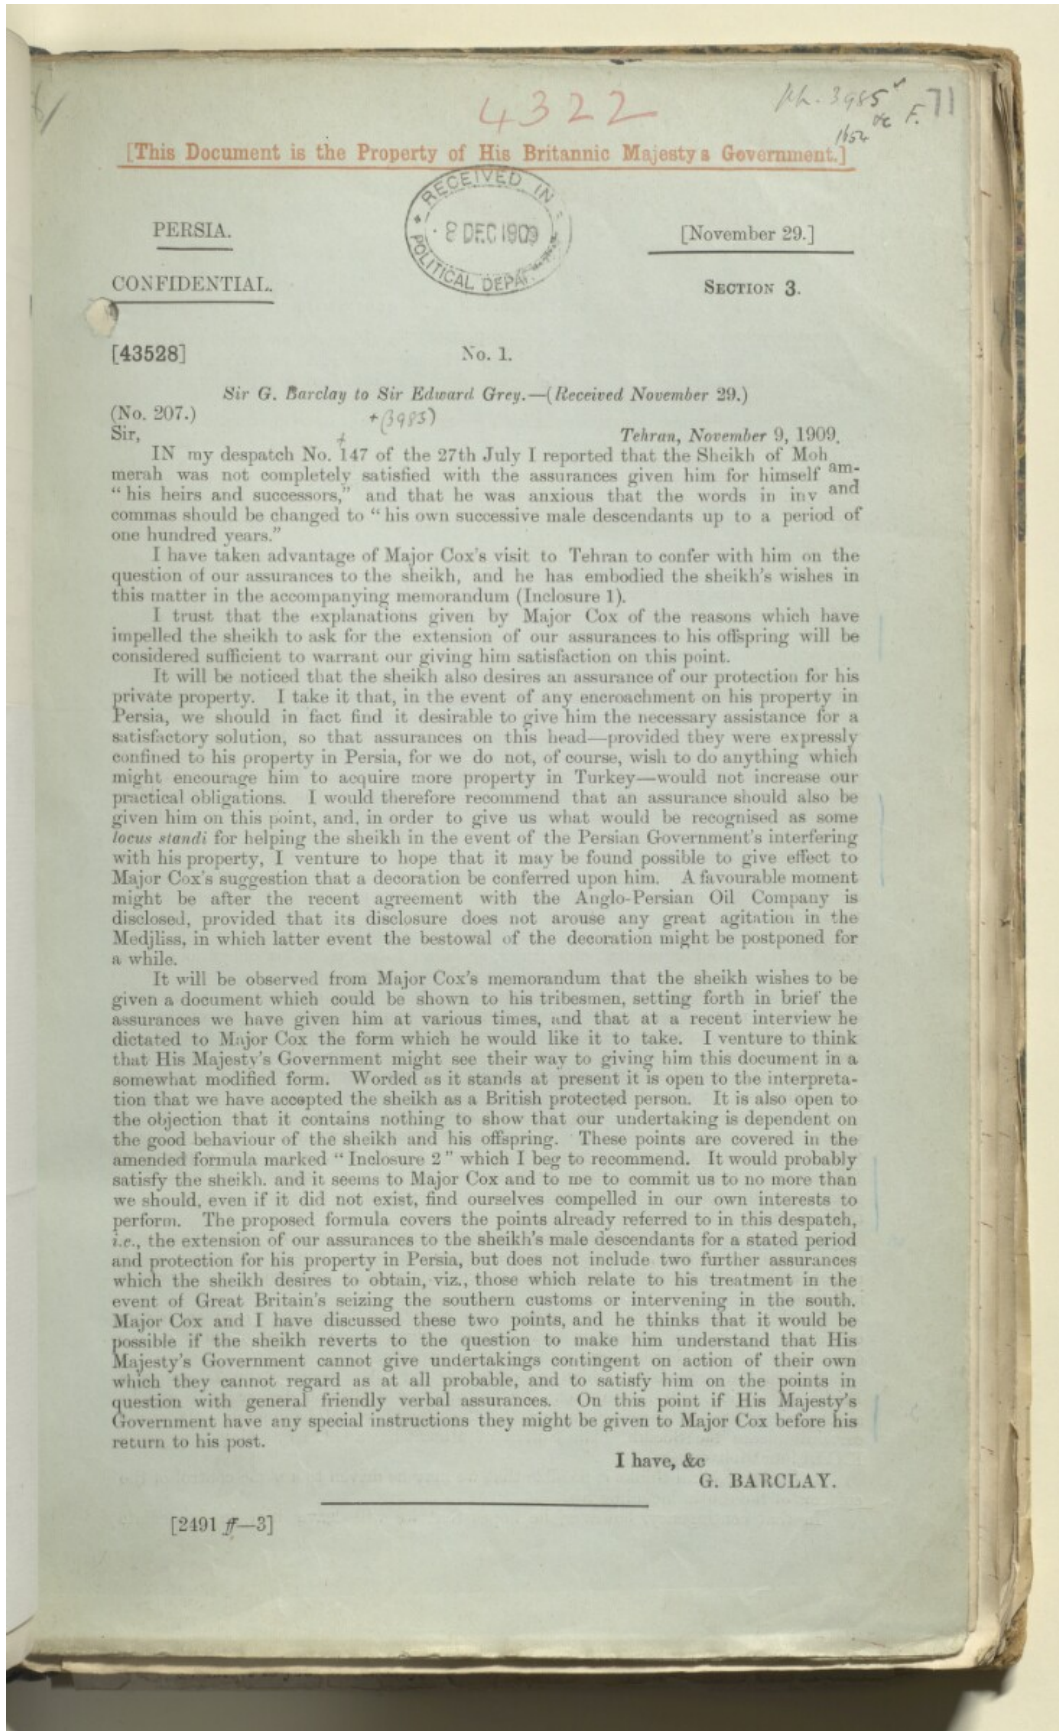 4322
ph. 3985
1654
F. 71
[This Document is the Property of His Britannic Majestys Government.]
RECEIVED IN
8 DEC 1909
POLITICAL DEPA
PERSIA.
[November 29.]
CONFIDENTIAL.
SECTION 3.
[43528]
No. 1.
Sir G. Barclay to Sir Edward Grey.—(Received November 29.)
(No. 207.)
+(3985)
Sir,
Tehran, November 9, 1909.
IN my despatch No. 147 of the 27th July I reported that the Sheikh of Moh am-
merah was not completely satisfied with the assurances given him for himself and
"his heirs and successors," and that he was anxious that the words in inv
commas should be changed to "his own successive male descendants up to a period of
one hundred years."
I have taken advantage of Major Cox's visit to Tehran to confer with him on the
question of our assurances to the sheikh, and he has embodied the sheikh's wishes in
this matter in the accompanying memorandum (Inclosure 1).
I trust that the explanations given by Major Cox of the reasons which have
impelled the sheikh to ask for the extension of our assurances to his offspring will be
considered sufficient to warrant our giving him satisfaction on this point.
It will be noticed that the sheikh also desires an assurance of our protection for his
private property. I take it that, in the event of any encroachment on his property in
Persia, we should in fact find it desirable to give him the necessary assistance for a
satisfactory solution, so that assurances on this head—provided they were expressly
confined to his property in Persia, for we do not, of course, wish to do anything which
might encourage him to acquire more property in Turkey—would not increase our
practical obligations. I would therefore recommend that an assurance should also be
given him on this point, and, in order to give us what would be recognised as some
locus standi for helping the sheikh in the event of the Persian Government's interfering
with his property, I venture to hope that it may be found possible to give effect to
Major Cox's suggestion that a decoration be conferred upon him. A favourable moment
might be after the recent agreement with the Anglo-Persian Oil Company is
disclosed, provided that its disclosure does not arouse any great agitation in the
Medjliss, in which latter event the bestowal of the decoration might be postponed for
a while.
It will be observed from Major Cox's memorandum that the sheikh wishes to be
given a document which could be shown to his tribesmen, setting forth in brief the
assurances we have given him at various times, and that at a recent interview he
dictated to Major Cox the form which he would like it to take. I venture to think
that His Majesty's Government might see their way to giving him this document in a
somewhat modified form. Worded as it stands at present it is open to the interpreta-
tion that we have accepted the sheikh as a British protected person. It is also open to
the objection that it contains nothing to show that our undertaking is dependent on
the good behaviour of the sheikh and his offspring. These points are covered in the
amended formula marked "Inclosure 2" which I beg to recommend. It would probably
satisfy the sheikh. and it seems to Major Cox and to me to commit us to no more than
we should, even if it did not exist, find ourselves compelled in our own interests to
perform. The proposed formula covers the points already referred to in this despatch,
i.e., the extension of our assurances to the sheikh's male descendants for a stated period
and protection for his property in Persia, but does not include two further assurances
which the sheikh desires to obtain, viz., those which relate to his treatment in the
event of Great Britain's seizing the southern customs or intervening in the south.
Major Cox and I have discussed these two points, and he thinks that it would be
possible if the sheikh reverts to the question to make him understand that His
Majesty's Government cannot give undertakings contingent on action of their own
which they cannot regard as at all probable, and to satisfy him on the points in
question with general friendly verbal assurances. On this point if His Majesty's
Government have any special instructions they might be given to Major Cox before his
return to his post.
I have, &c
G. BARCLAY.
[2491 ff—3]